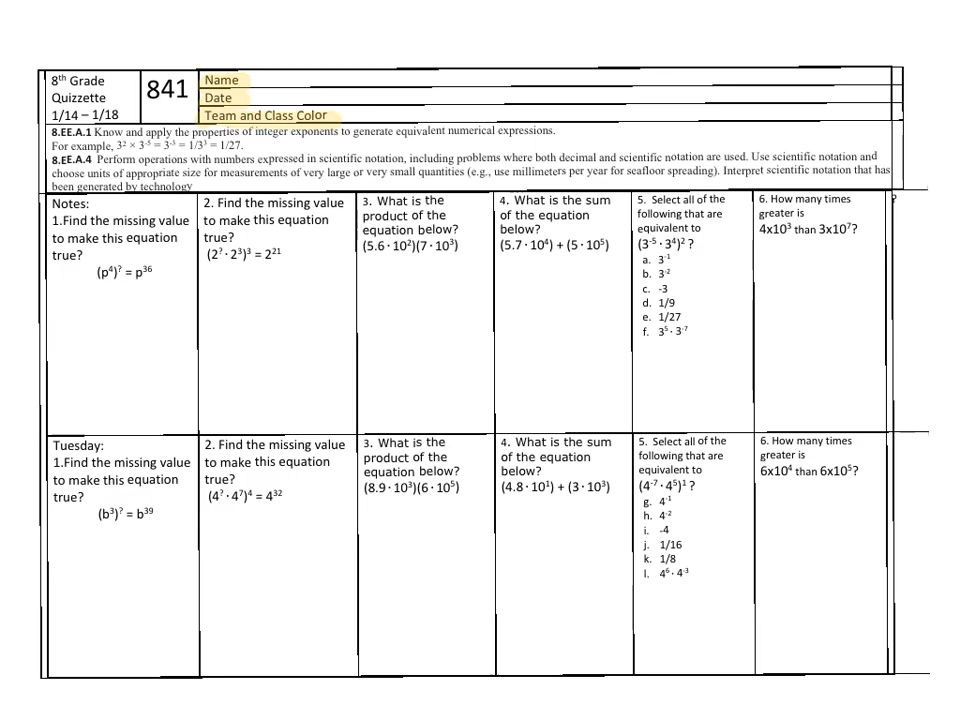 8th Grade
Quizzette
1/14 – 1/18
841
Name
Date
Team and Class Color
8.EE.A.1 Know and apply the properties of integer exponents to generate equivalent numerical expressions.
For example, 3² × 3⁻⁵ = 3⁻³ = 1/3³ = 1/27.
8.EE.A.4 Perform operations with numbers expressed in scientific notation, including problems where both decimal and scientific notation are used. Use scientific notation and
choose units of appropriate size for measurements of very large or very small quantities (e.g., use millimeters per year for seafloor spreading). Interpret scientific notation that has
been generated by technology
Notes:
1.Find the missing value
to make this equation
true?
(p⁴)^? = p³⁶
2. Find the missing value
to make this equation
true?
(2^? · 2³)³ = 2²¹
3. What is the
product of the
equation below?
(5.6 · 10²)(7 · 10³)
4. What is the sum
of the equation
below?
(5.7 · 10⁴) + (5 · 10⁵)
5. Select all of the
following that are
equivalent to
(3⁻⁵ · 3⁴)² ?
a. 3⁻¹
b. 3⁻²
c. -3
d. 1/9
e. 1/27
f. 3⁵ · 3⁻⁷
6. How many times
greater is
4x10³ than 3x10⁷?
?
Tuesday:
1.Find the missing value
to make this equation
true?
(b³)^? = b³⁹
2. Find the missing value
to make this equation
true?
(4^? · 4⁷)⁴ = 4³²
3. What is the
product of the
equation below?
(8.9 · 10³)(6 · 10⁵)
4. What is the sum
of the equation
below?
(4.8 · 10¹) + (3 · 10³)
5. Select all of the
following that are
equivalent to
(4⁻⁷ · 4⁵)¹ ?
g. 4⁻¹
h. 4⁻²
i. -4
j. 1/16
k. 1/8
l. 4⁶ · 4⁻³
6. How many times
greater is
6x10⁴ than 6x10⁵?